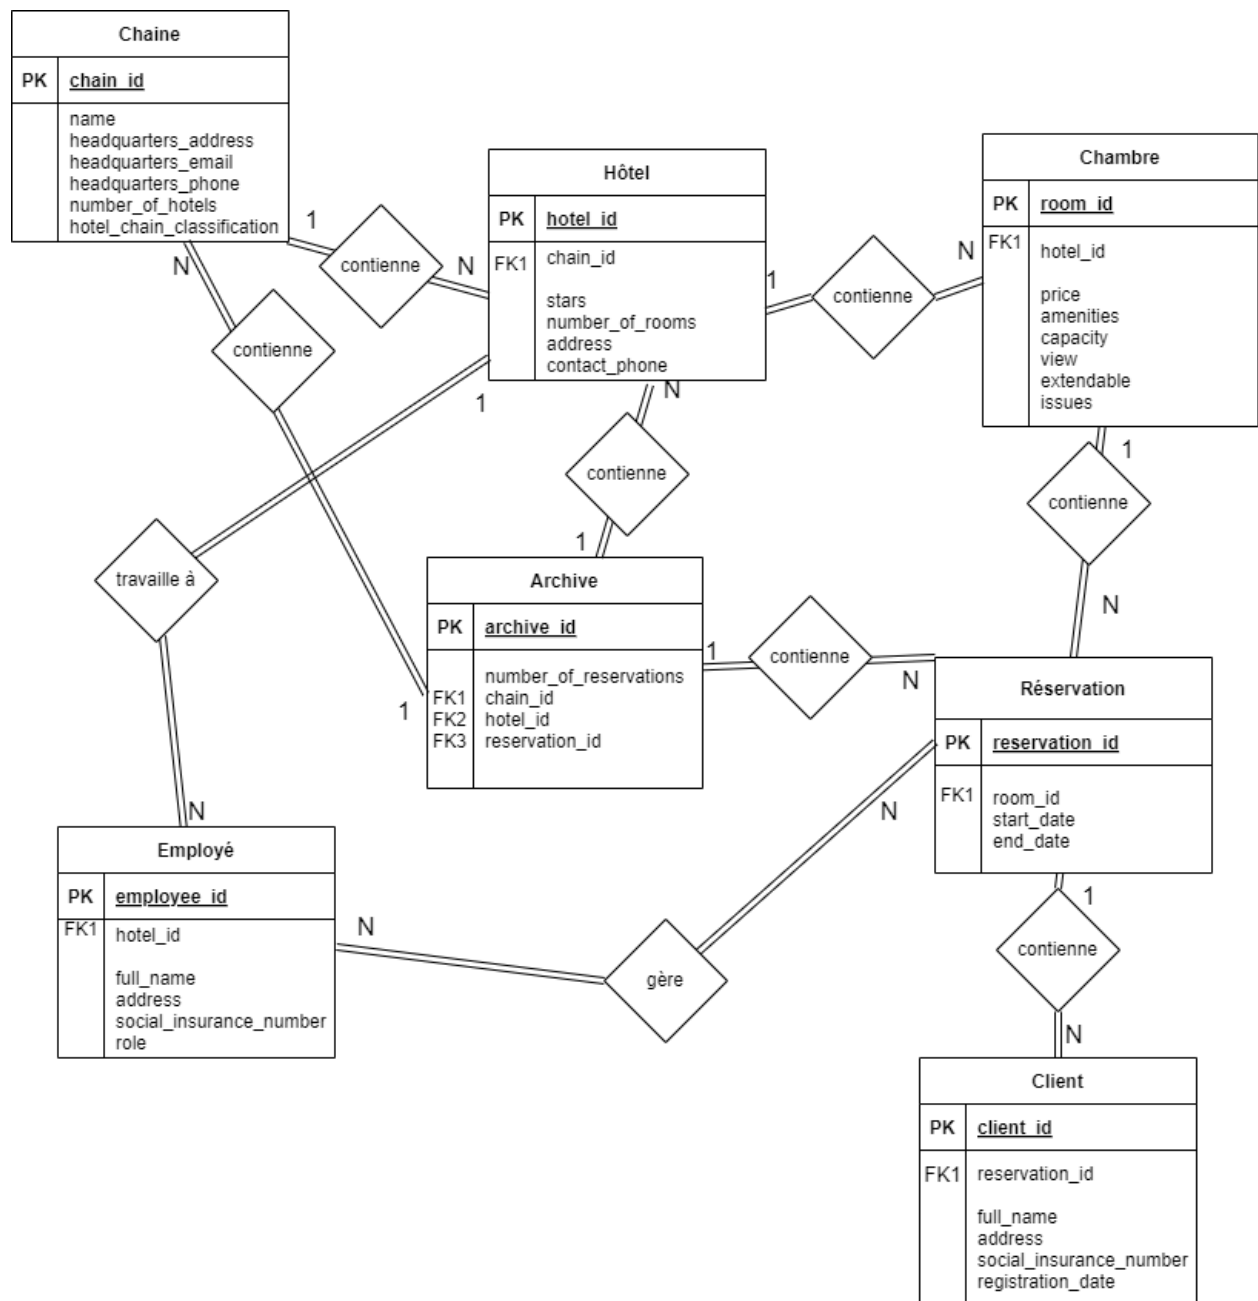 Chaine
PK chain_id
name
headquarters_address
headquarters_email
headquarters_phone
number_of_hotels
hotel_chain_classification
1
contienne
N
Hôtel
PK hotel_id
FK1 chain_id
stars
number_of_rooms
address
contact_phone
1
contienne
N
Chambre
PK room_id
FK1 hotel_id
price
amenities
capacity
view
extendable
issues
N
contienne
1
1
travaille à
N
N
contienne
1
1
contienne
N
Archive
PK archive_id
number_of_reservations
FK1 chain_id
FK2 hotel_id
FK3 reservation_id
1
contienne
N
Réservation
PK reservation_id
FK1 room_id
start_date
end_date
Employé
PK employee_id
FK1 hotel_id
full_name
address
social_insurance_number
role
N
gère
N
1
contienne
N
Client
PK client_id
FK1 reservation_id
full_name
address
social_insurance_number
registration_date